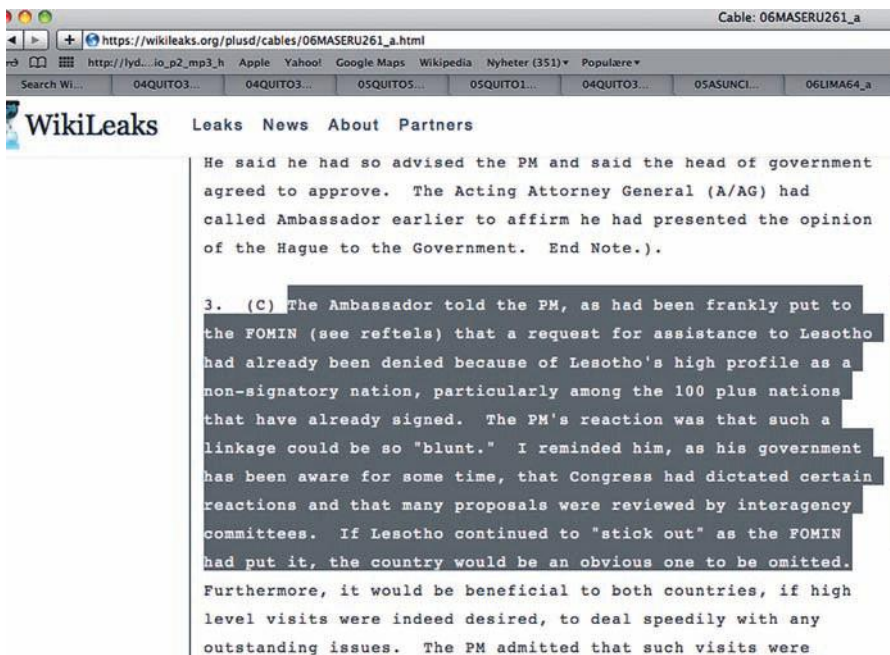 Cable: 06MASERU261_a
https://wikileaks.org/plusd/cables/06MASERU261_a.html
http://lyd....io_p2_mp3_h Apple Yahoo! Google Maps Wikipedia Nyheter (351) Populære
Search Wi... 04QUITO3... 04QUITO3... 05QUITO5... 05QUITO1... 04QUITO3... 05ASUNCI... 06LIMA64_a
WikiLeaks Leaks News About Partners
He said he had so advised the PM and said the head of government
agreed to approve. The Acting Attorney General (A/AG) had
called Ambassador earlier to affirm he had presented the opinion
of the Hague to the Government. End Note.).
3. (C) The Ambassador told the PM, as had been frankly put to
the FOMIN (see reftels) that a request for assistance to Lesotho
had already been denied because of Lesotho's high profile as a
non-signatory nation, particularly among the 100 plus nations
that have already signed. The PM's reaction was that such a
linkage could be so "blunt." I reminded him, as his government
has been aware for some time, that Congress had dictated certain
reactions and that many proposals were reviewed by interagency
committees. If Lesotho continued to "stick out" as the FOMIN
had put it, the country would be an obvious one to be omitted.
Furthermore, it would be beneficial to both countries, if high
level visits were indeed desired, to deal speedily with any
outstanding issues. The PM admitted that such visits were